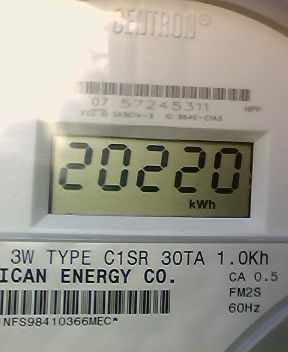 CENTRON®
07 57245311 HPP
20220
kWh
3W TYPE C1SR 30TA 1.0Kh
ICAN ENERGY CO. CA 0.5
FM2S
60Hz
NFS98410366MEC*